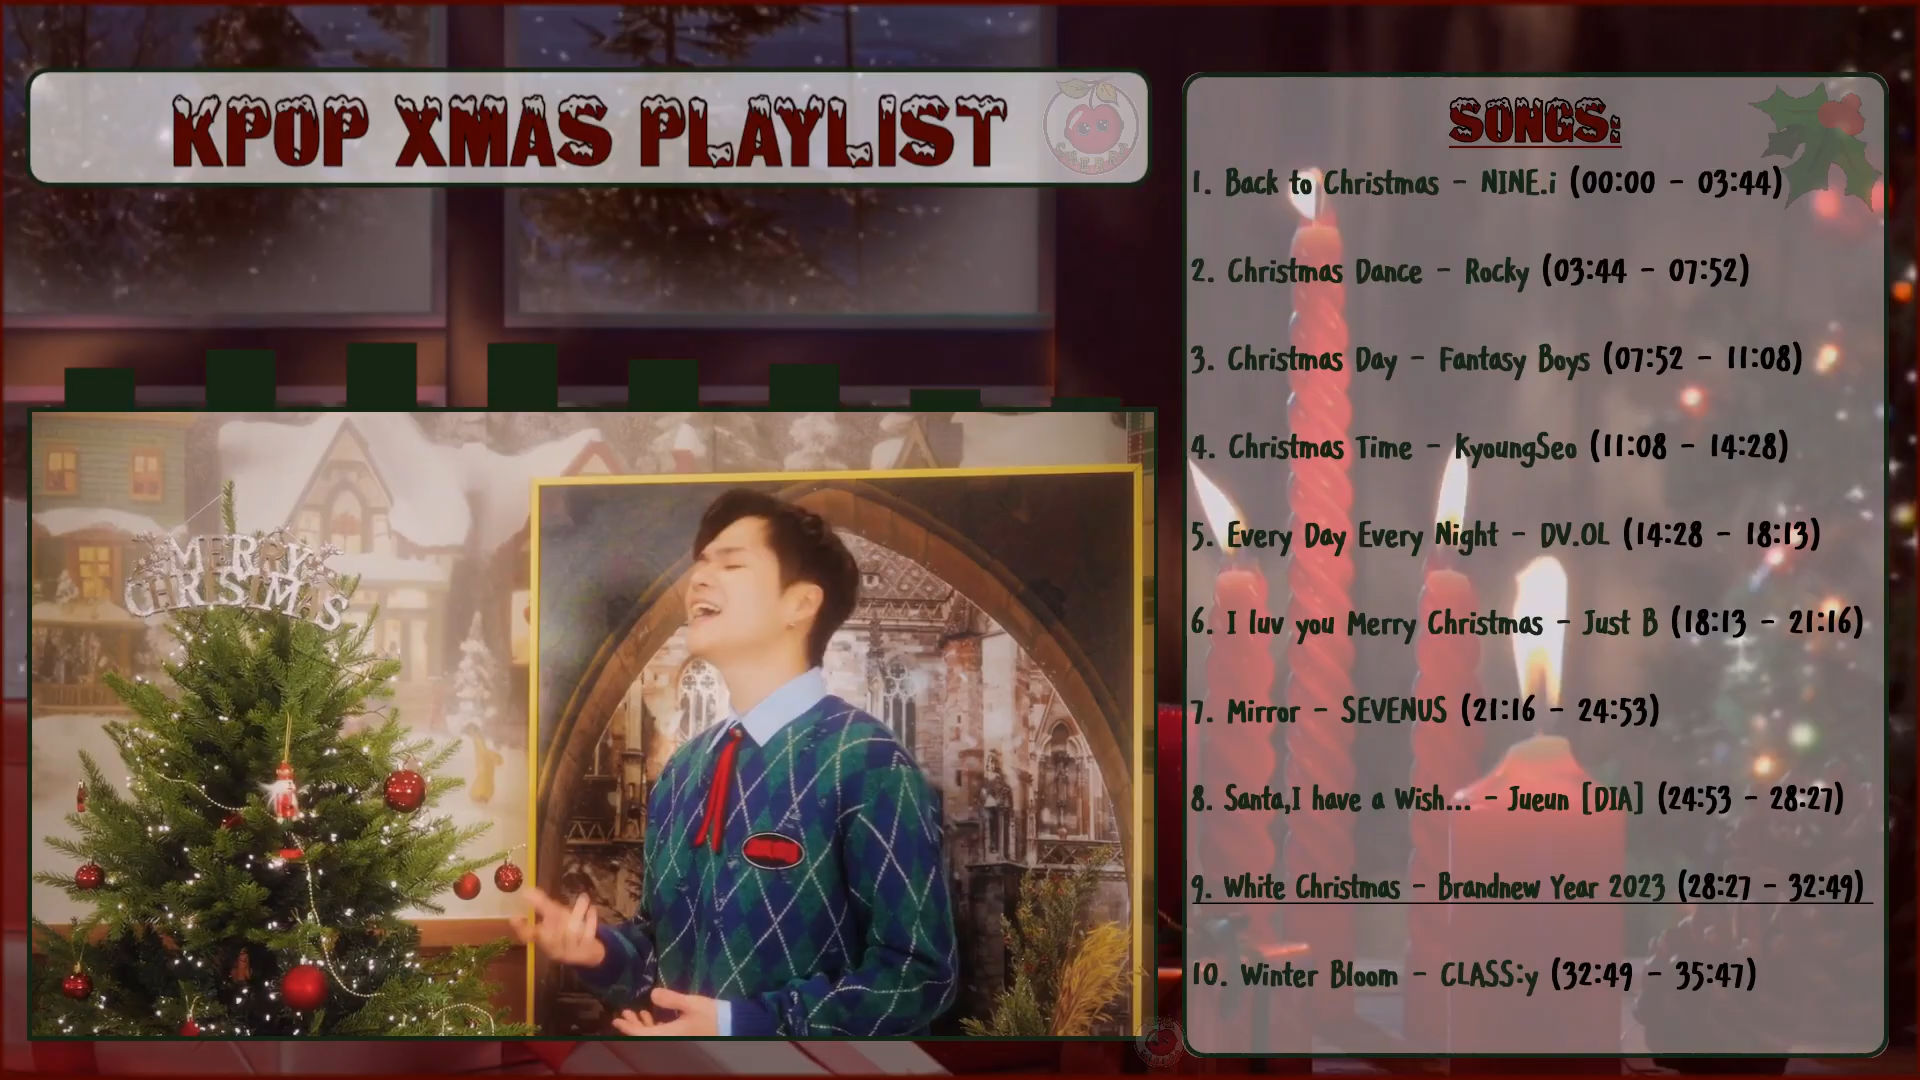 KPOP XMAS PLAYLIST
SONGS:
1. Back to Christmas - NINE.i (00:00 - 03:44)
2. Christmas Dance - Rocky (03:44 - 07:52)
3. Christmas Day - Fantasy Boys (07:52 - 11:08)
4. Christmas Time - KyoungSeo (11:08 - 14:28)
5. Every Day Every Night - DV.OL (14:28 - 18:13)
6. I luv you Merry Christmas - Just B (18:13 - 21:16)
7. Mirror - SEVENUS (21:16 - 24:53)
8. Santa,I have a Wish... - Jueun [DIA] (24:53 - 28:27)
9. White Christmas - Brandnew Year 2023 (28:27 - 32:49)
10. Winter Bloom - CLASS:y (32:49 - 35:47)
MERRY
CHRISTMAS